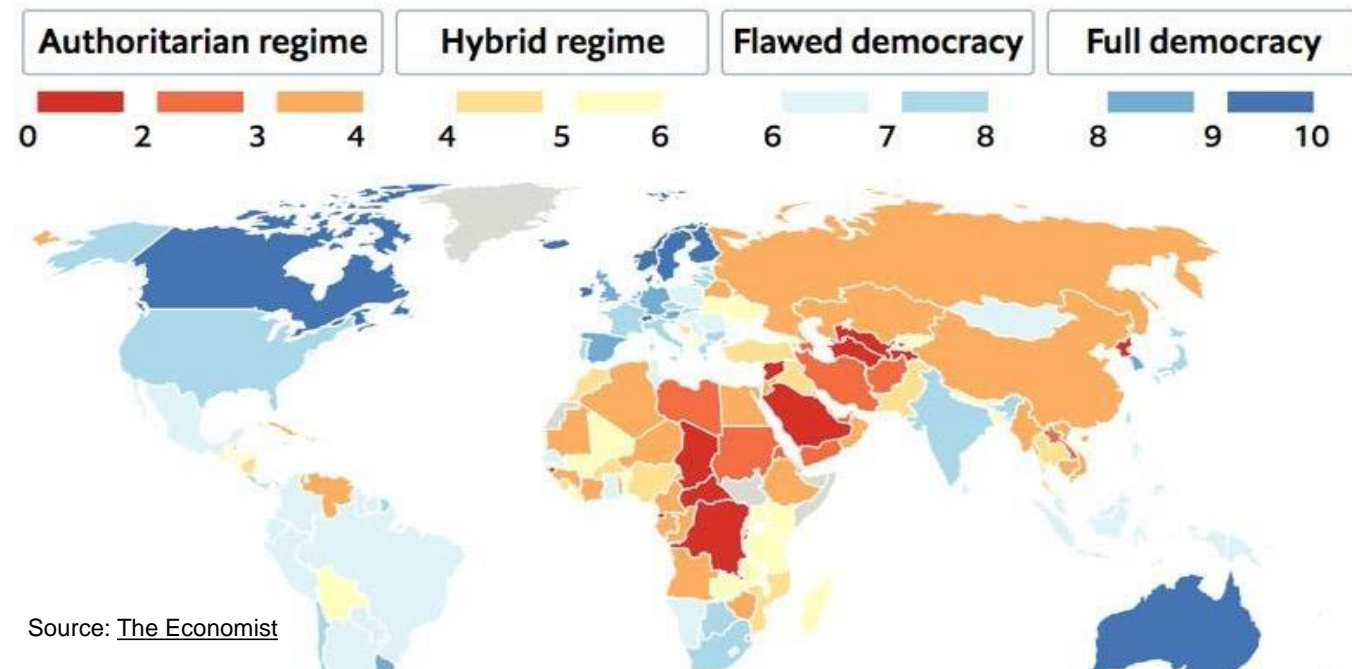 Authoritarian regime Hybrid regime Flawed democracy Full democracy
0 2 3 4 4 5 6 6 7 8 8 9 10
Source: The Economist